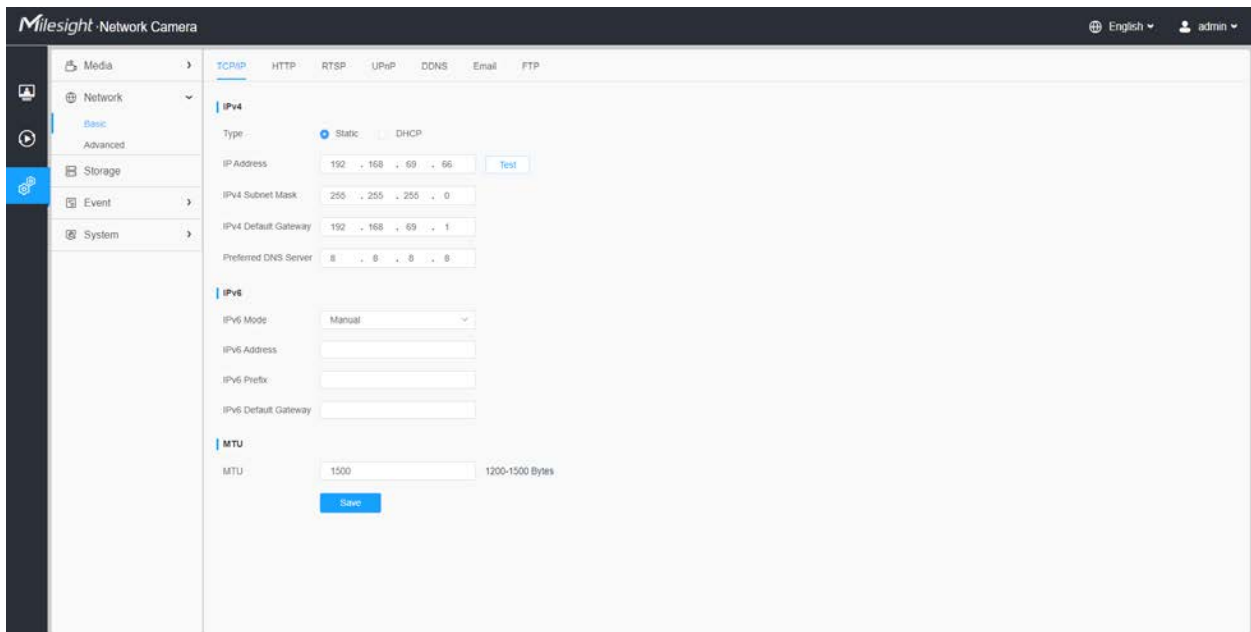 Milesight·Network Camera
English
admin
Media
Network
Basic
Advanced
Storage
Event
System
TCP/IP HTTP RTSP UPnP DDNS Email FTP
IPv4
Type Static DHCP
IP Address 192 . 168 . 69 . 66 Test
IPv4 Subnet Mask 255 . 255 . 255 . 0
IPv4 Default Gateway 192 . 168 . 69 . 1
Preferred DNS Server 8 . 8 . 8 . 8
IPv6
IPv6 Mode Manual
IPv6 Address
IPv6 Prefix
IPv6 Default Gateway
MTU
MTU 1500 1200-1500 Bytes
Save